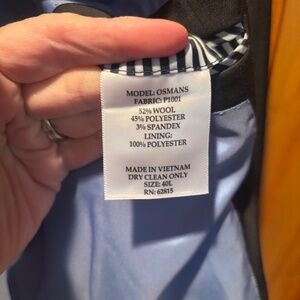 MODEL: OSMANS
FABRIC: P1001
52% WOOL
45% POLYESTER
3% SPANDEX
LINING:
100% POLYESTER
MADE IN VIETNAM
DRY CLEAN ONLY
SIZE: 40L
RN: 62815